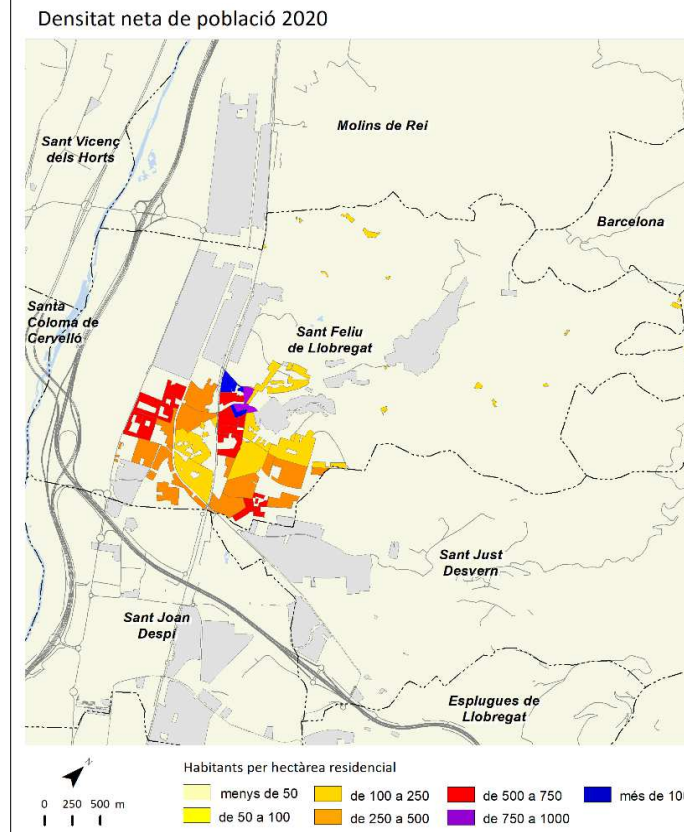 Densitat neta de població 2020
Molins de Rei
Sant Vicenç
dels Horts
Barcelona
Santa
Coloma de
Cervelló
Sant Feliu
de Llobregat
Sant Just
Desvern
Sant Joan
Despí
Esplugues de
Llobregat
N
0 250 500 m
Habitants per hectàrea residencial
menys de 50
de 100 a 250
de 500 a 750
més de
de 50 a 100
de 250 a 500
de 750 a 1000